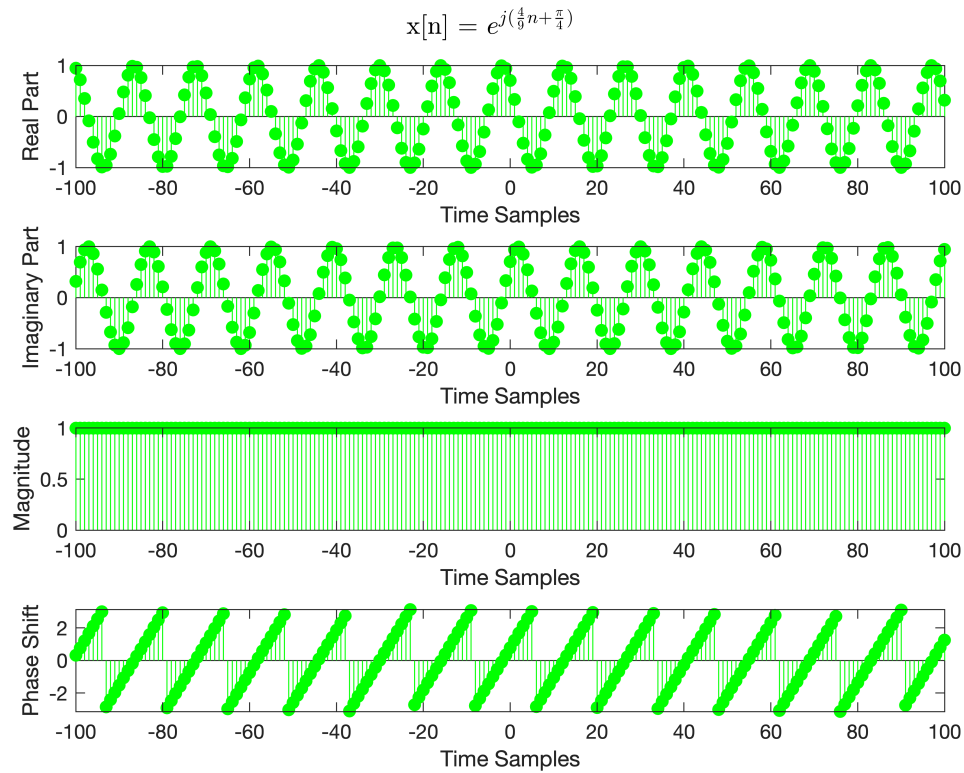 x[n] = e^{j(\frac{4}{9}n+\frac{\pi}{4})}
Real Part
1
0
-1
-100 -80 -60 -40 -20 0 20 40 60 80 100
Time Samples
Imaginary Part
1
0
-1
-100 -80 -60 -40 -20 0 20 40 60 80 100
Time Samples
Magnitude
1
0.5
0
-100 -80 -60 -40 -20 0 20 40 60 80 100
Time Samples
Phase Shift
2
0
-2
-100 -80 -60 -40 -20 0 20 40 60 80 100
Time Samples